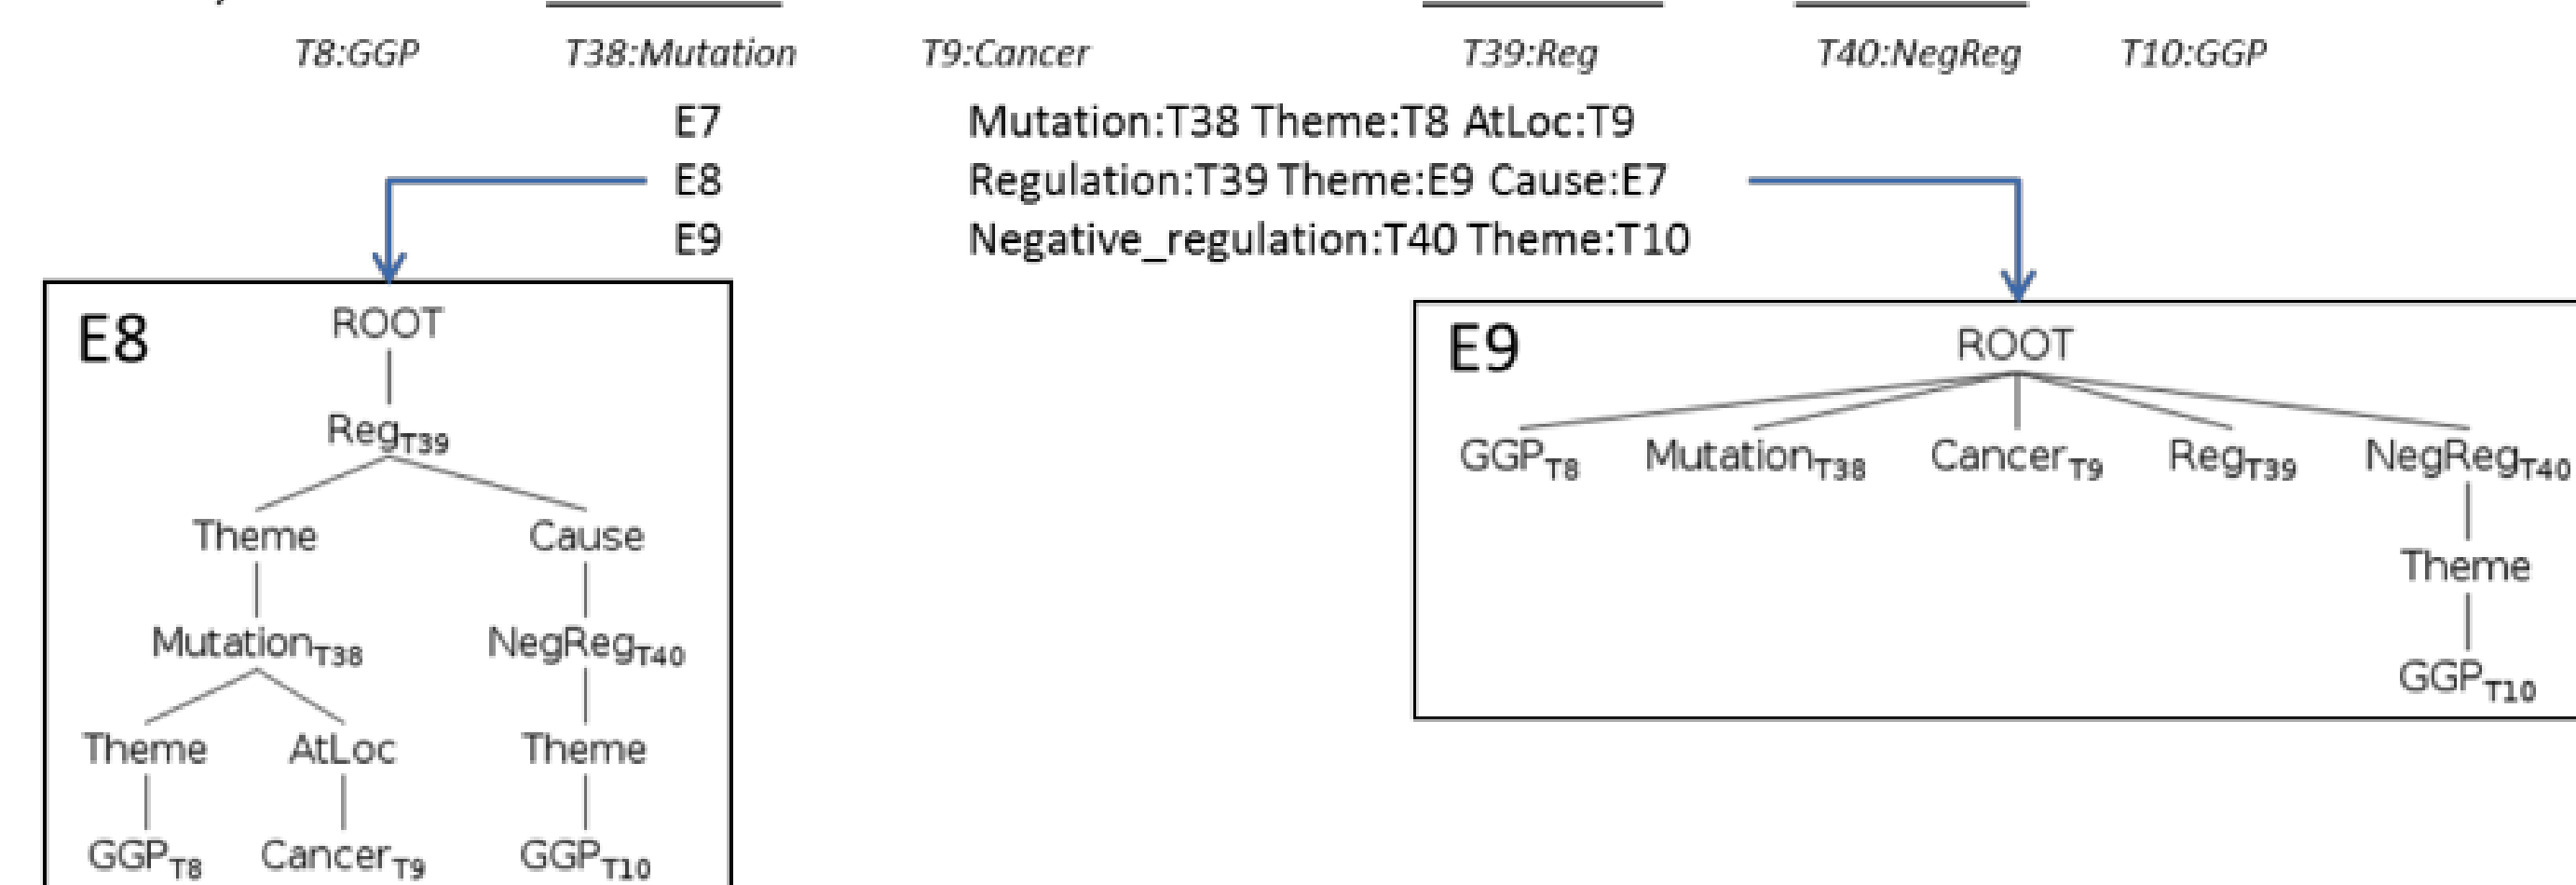 T8:GGP T38:Mutation T9:Cancer T39:Reg T40:NegReg T10:GGP
E7 Mutation:T38 Theme:T8 AtLoc:T9
E8 Regulation:T39 Theme:E9 Cause:E7
E9 Negative_regulation:T40 Theme:T10
E8
ROOT
RegT39
Theme Cause
MutationT38 NegRegT40
Theme AtLoc Theme
GGPT8 CancerT9 GGPT10
E9
ROOT
GGPT8 MutationT38 CancerT9 RegT39 NegRegT40
Theme
GGPT10